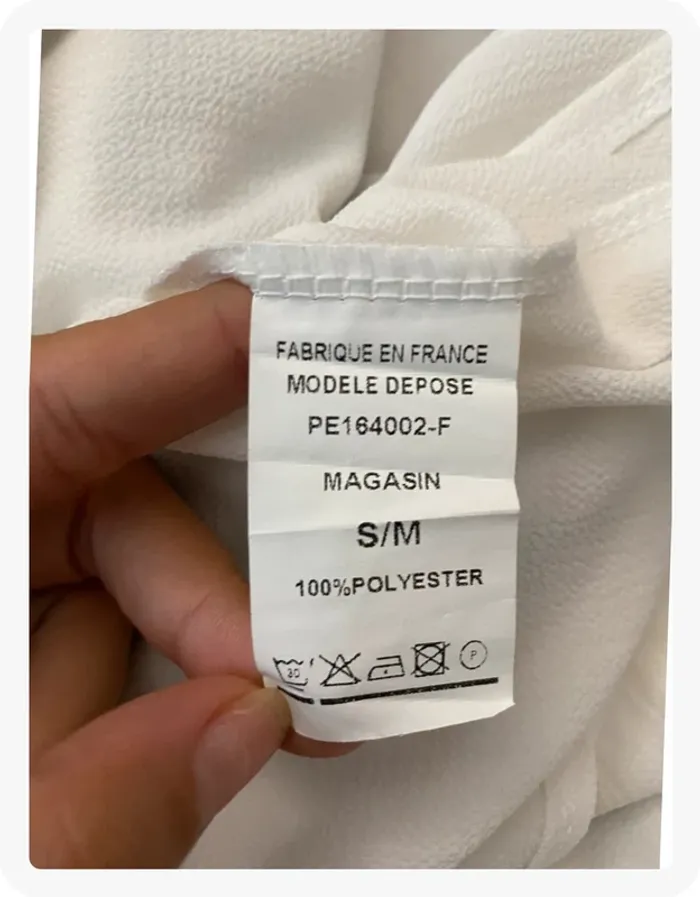 FABRIQUE EN FRANCE
MODELE DEPOSE
PE164002-F
MAGASIN
S/M
100%POLYESTER
30 P